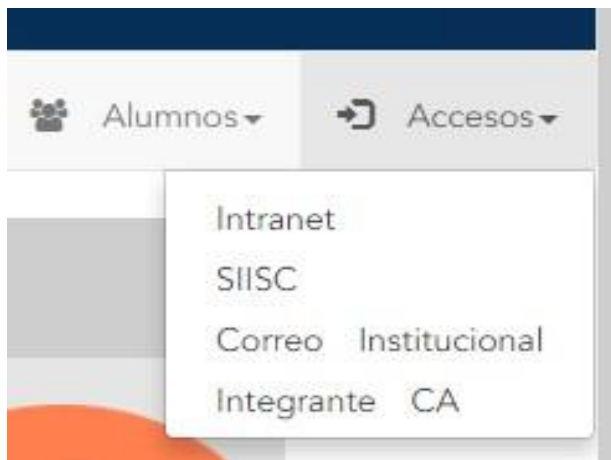 Alumnos Accesos
Intranet
SIISC
Correo Institucional
Integrante CA